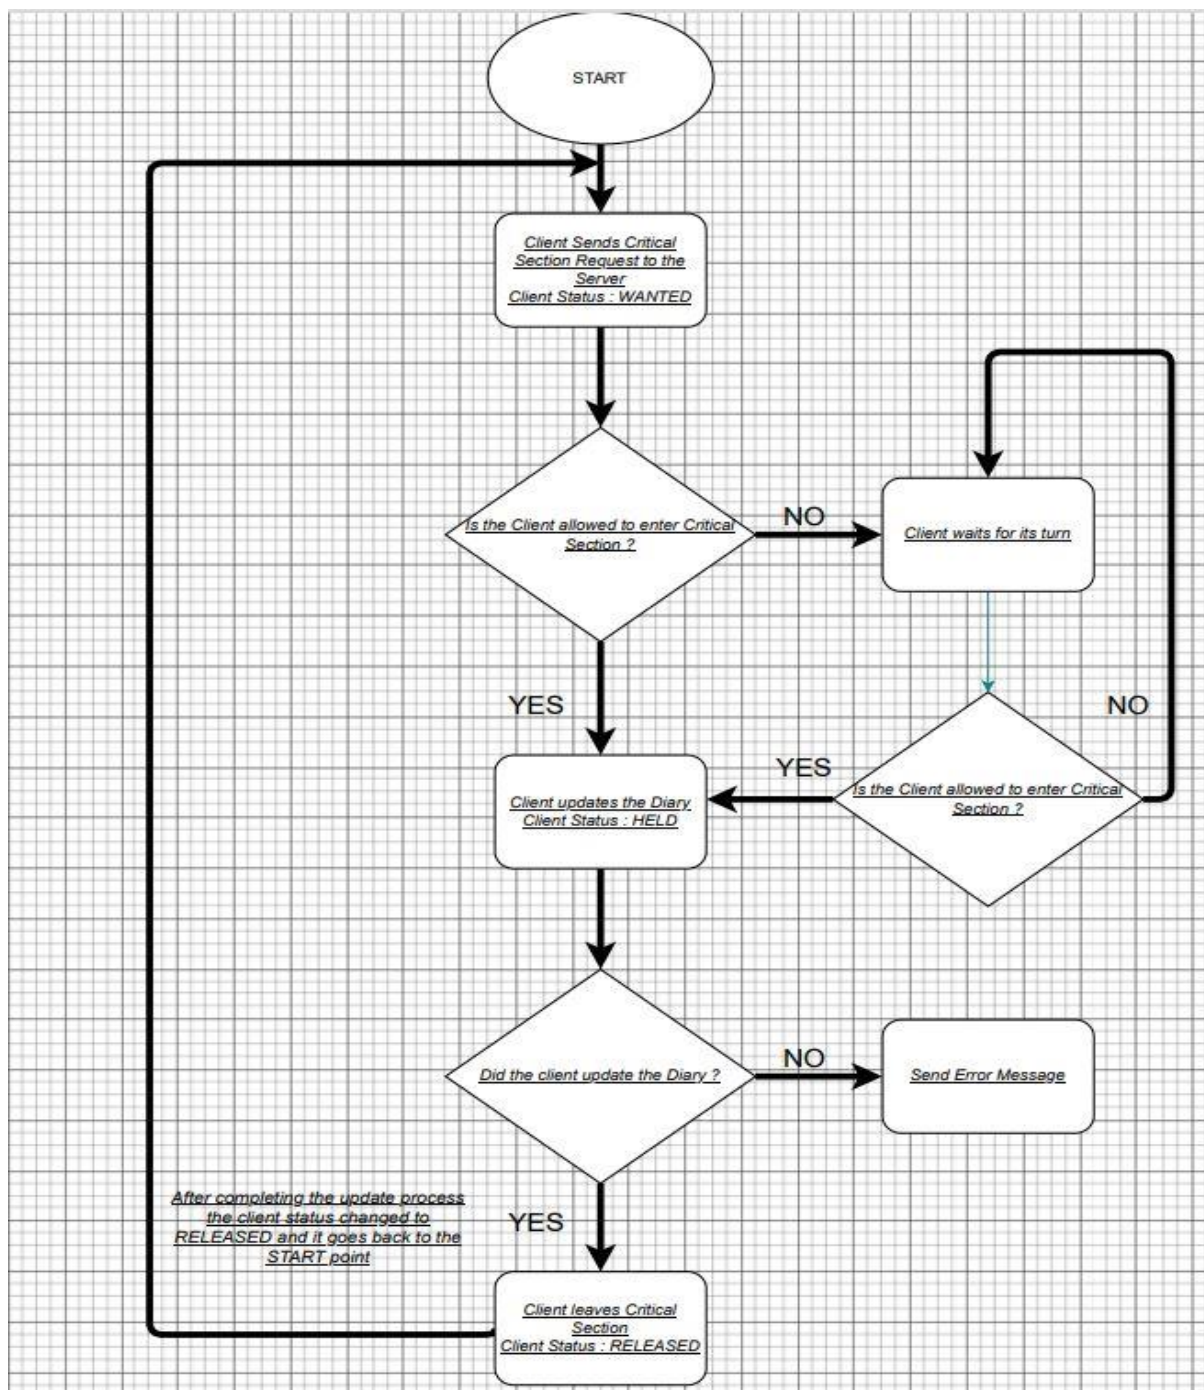 START
Client Sends Critical
Section Request to the
Server
Client Status : WANTED
Is the Client allowed to enter Critical
Section ?
NO
Client waits for its turn
YES
NO
YES
Is the Client allowed to enter Critical
Section ?
Client updates the Diary
Client Status : HELD
Did the client update the Diary ?
NO
Send Error Message
After completing the update process
the client status changed to
RELEASED and it goes back to the
START point
YES
Client leaves Critical
Section
Client Status : RELEASED